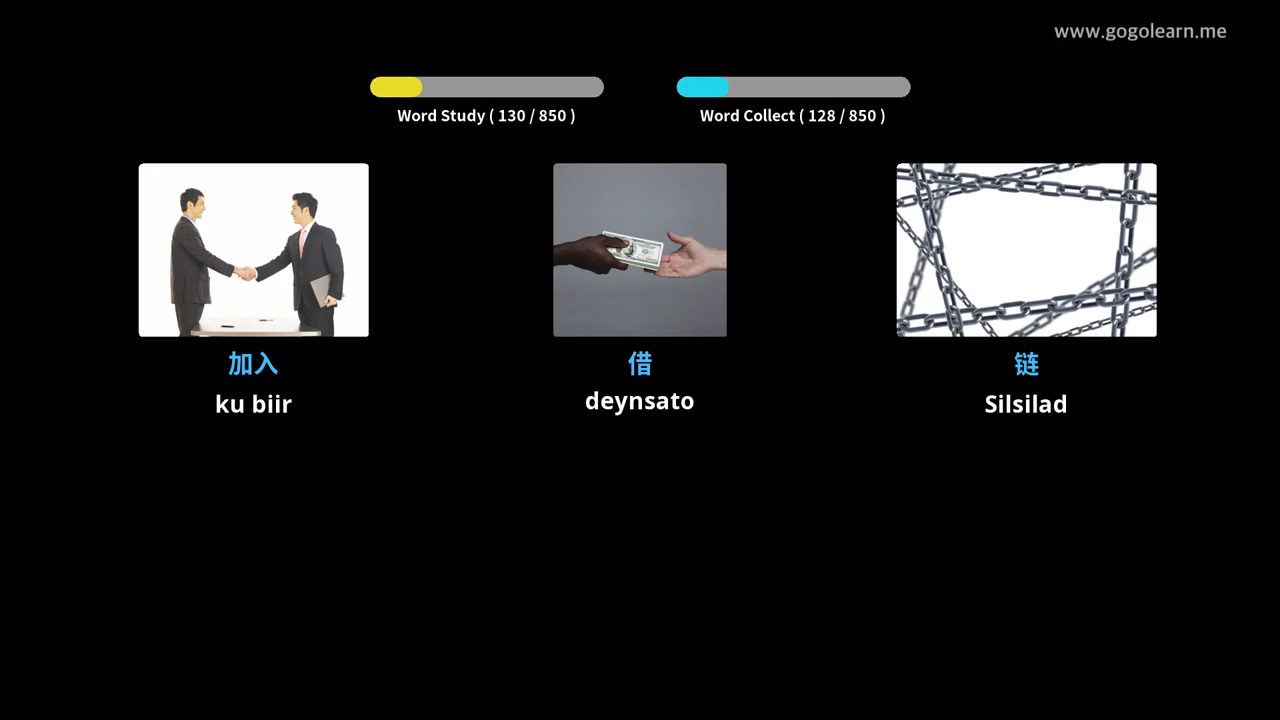 www.gogolearn.me
Word Study ( 130 / 850 )
Word Collect ( 128 / 850 )
加入
借
链
ku biir
deynsato
Silsilad